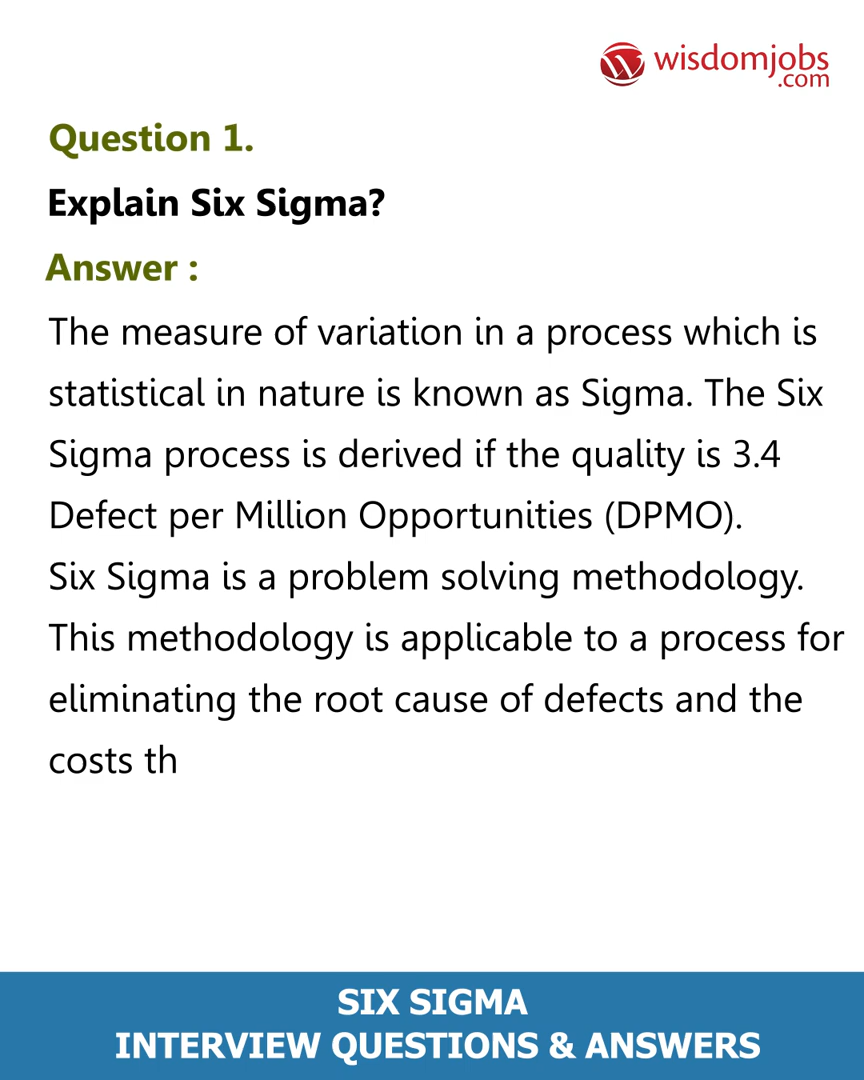 wisdomjobs
.com
Question 1.
Explain Six Sigma?
Answer :
The measure of variation in a process which is
statistical in nature is known as Sigma. The Six
Sigma process is derived if the quality is 3.4
Defect per Million Opportunities (DPMO).
Six Sigma is a problem solving methodology.
This methodology is applicable to a process for
eliminating the root cause of defects and the
costs th
SIX SIGMA
INTERVIEW QUESTIONS & ANSWERS